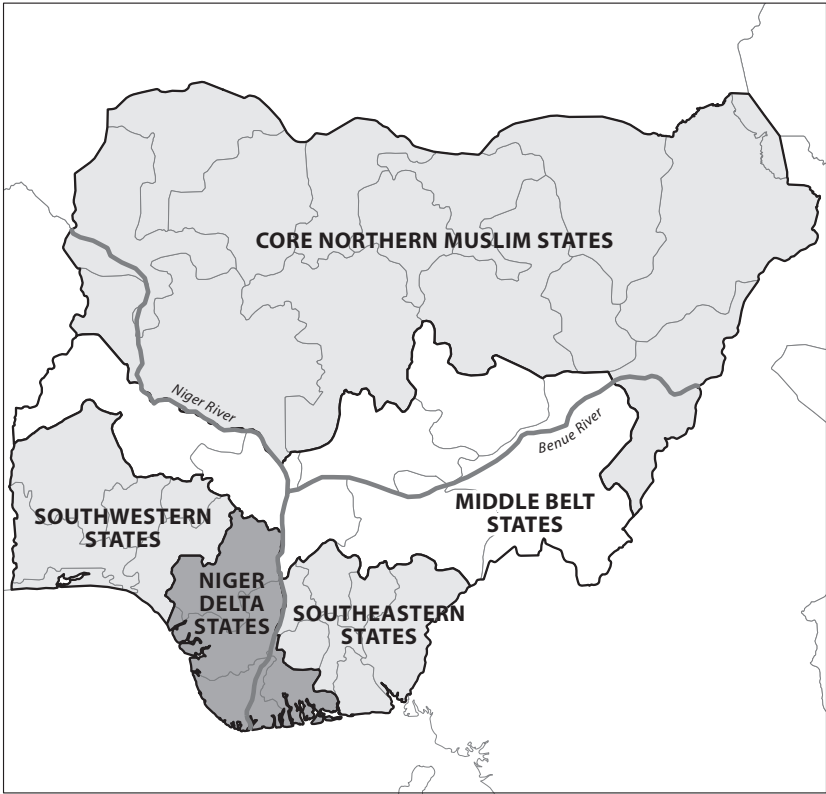 CORE NORTHERN MUSLIM STATES
Niger River
Benue River
MIDDLE BELT
STATES
SOUTHWESTERN
STATES
NIGER
DELTA
STATES
SOUTHEASTERN
STATES